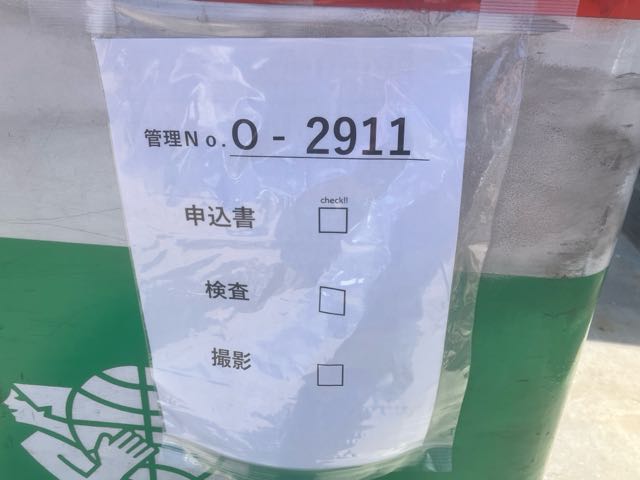 管理No.O - 2911
check!!
申込書 □
検査 □
撮影 □